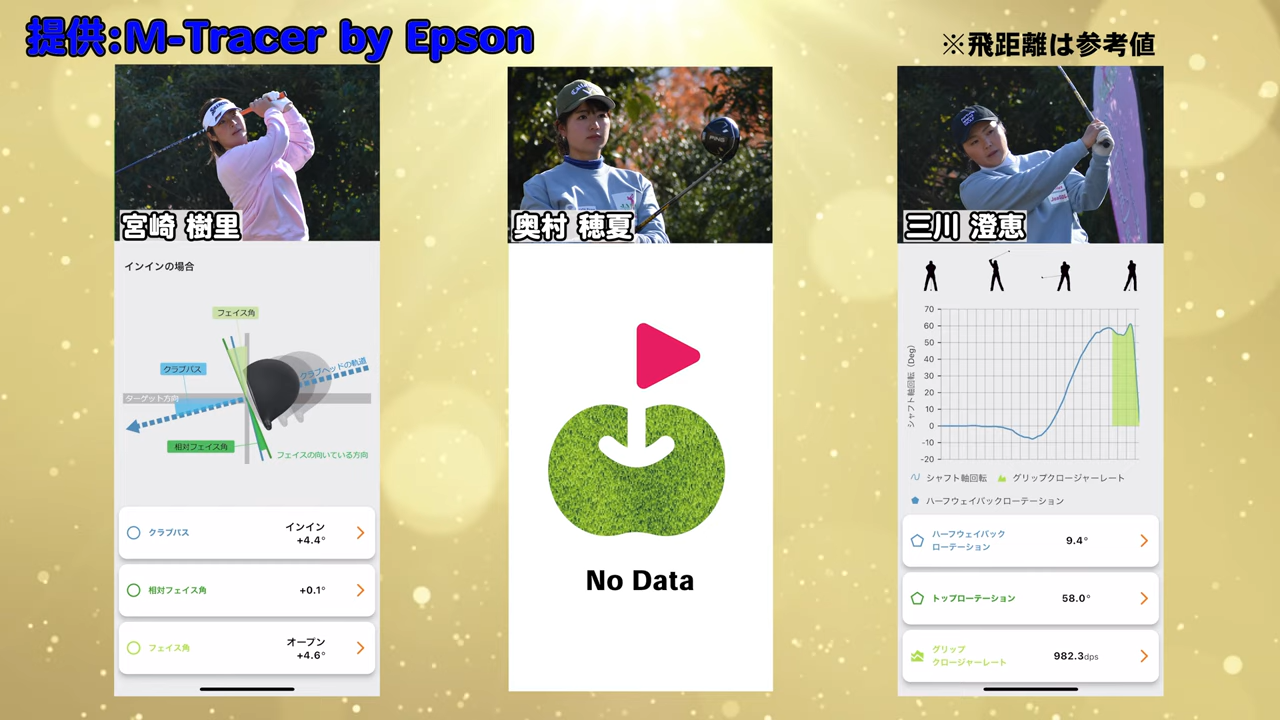 提供:M-Tracer by Epson
※飛距離は参考値
宮崎 樹里
インインの場合
フェイス角
クラブパス
クラブヘッドの軌道
ターゲット方向
相対フェイス角
フェイスの向いている方向
クラブパス
インイン
+4.4°
相対フェイス角
+0.1°
フェイス角
オープン
+4.6°
PING
奥村 穂夏
No Data
三川 澄恵
シャフト軸回転 (Deg)
70
60
50
40
30
20
10
0
-10
-20
シャフト軸回転 グリップクロージャーレート
ハーフウェイバックローテーション
ハーフウェイバック
ローテーション
9.4°
トップローテーション
58.0°
グリップ
クロージャーレート
982.3dps